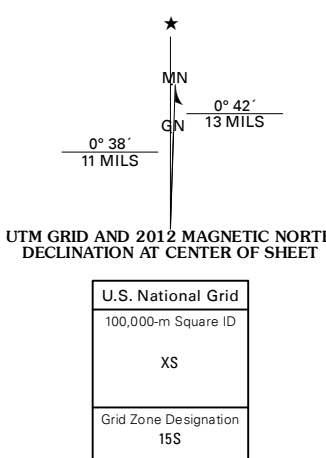 ★
MN
0° 42´
13 MILS
GN
0° 38´
11 MILS
UTM GRID AND 2012 MAGNETIC NORTH
DECLINATION AT CENTER OF SHEET
U.S. National Grid
100,000-m Square ID
XS
Grid Zone Designation
15S